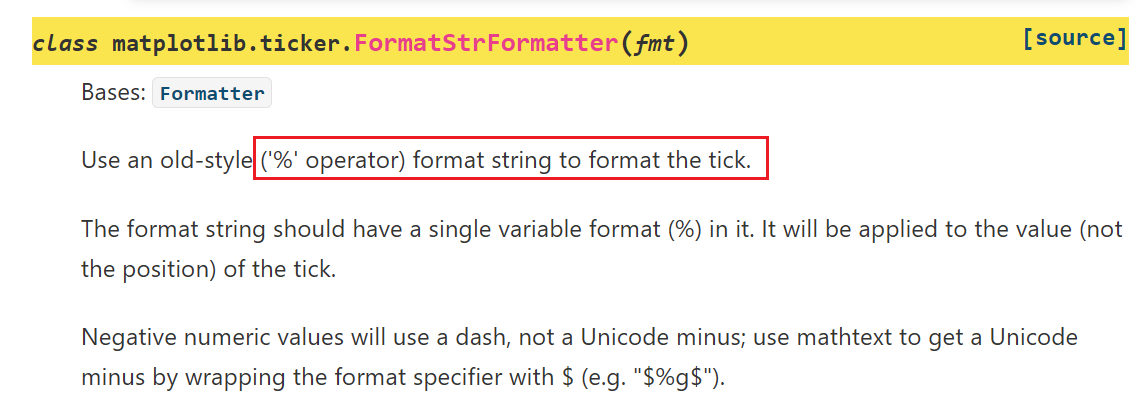 class matplotlib.ticker.FormatStrFormatter(fmt) [source]
Bases: Formatter
Use an old-style ('%' operator) format string to format the tick.
The format string should have a single variable format (%) in it. It will be applied to the value (not
the position) of the tick.
Negative numeric values will use a dash, not a Unicode minus; use mathtext to get a Unicode
minus by wrapping the format specifier with $ (e.g. "$%g$").